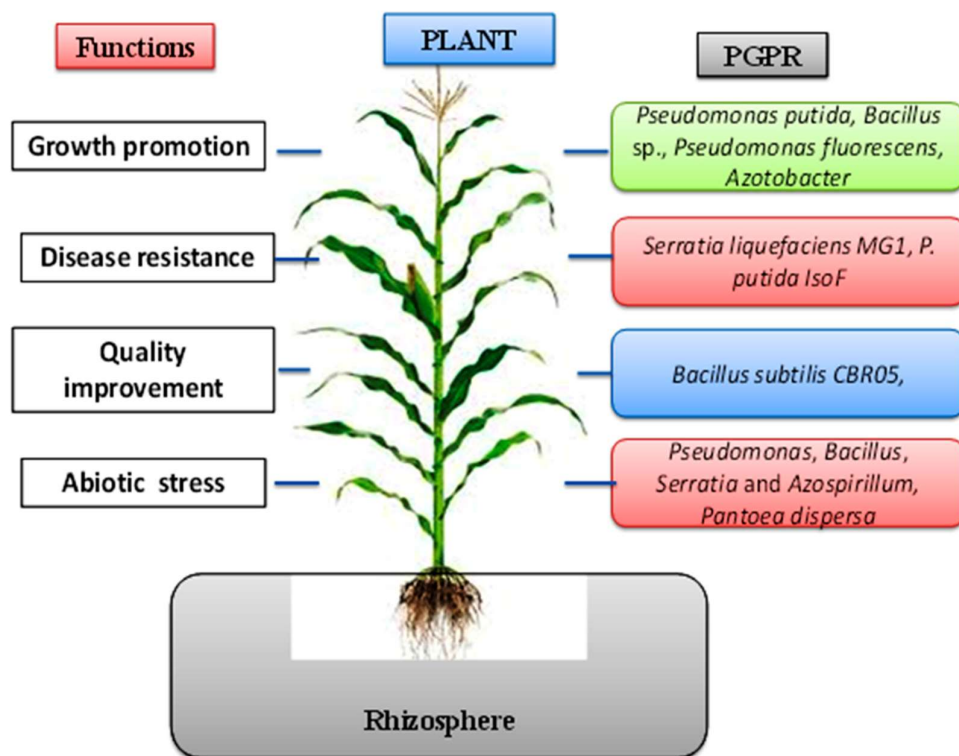 Functions
PLANT
PGPR
Growth promotion
Pseudomonas putida, Bacillus
sp., Pseudomonas fluorescens,
Azotobacter
Disease resistance
Serratia liquefaciens MG1, P.
putida IsoF
Quality
improvement
Bacillus subtilis CBR05,
Abiotic stress
Pseudomonas, Bacillus,
Serratia and Azospirillum,
Pantoea dispersa
Rhizosphere